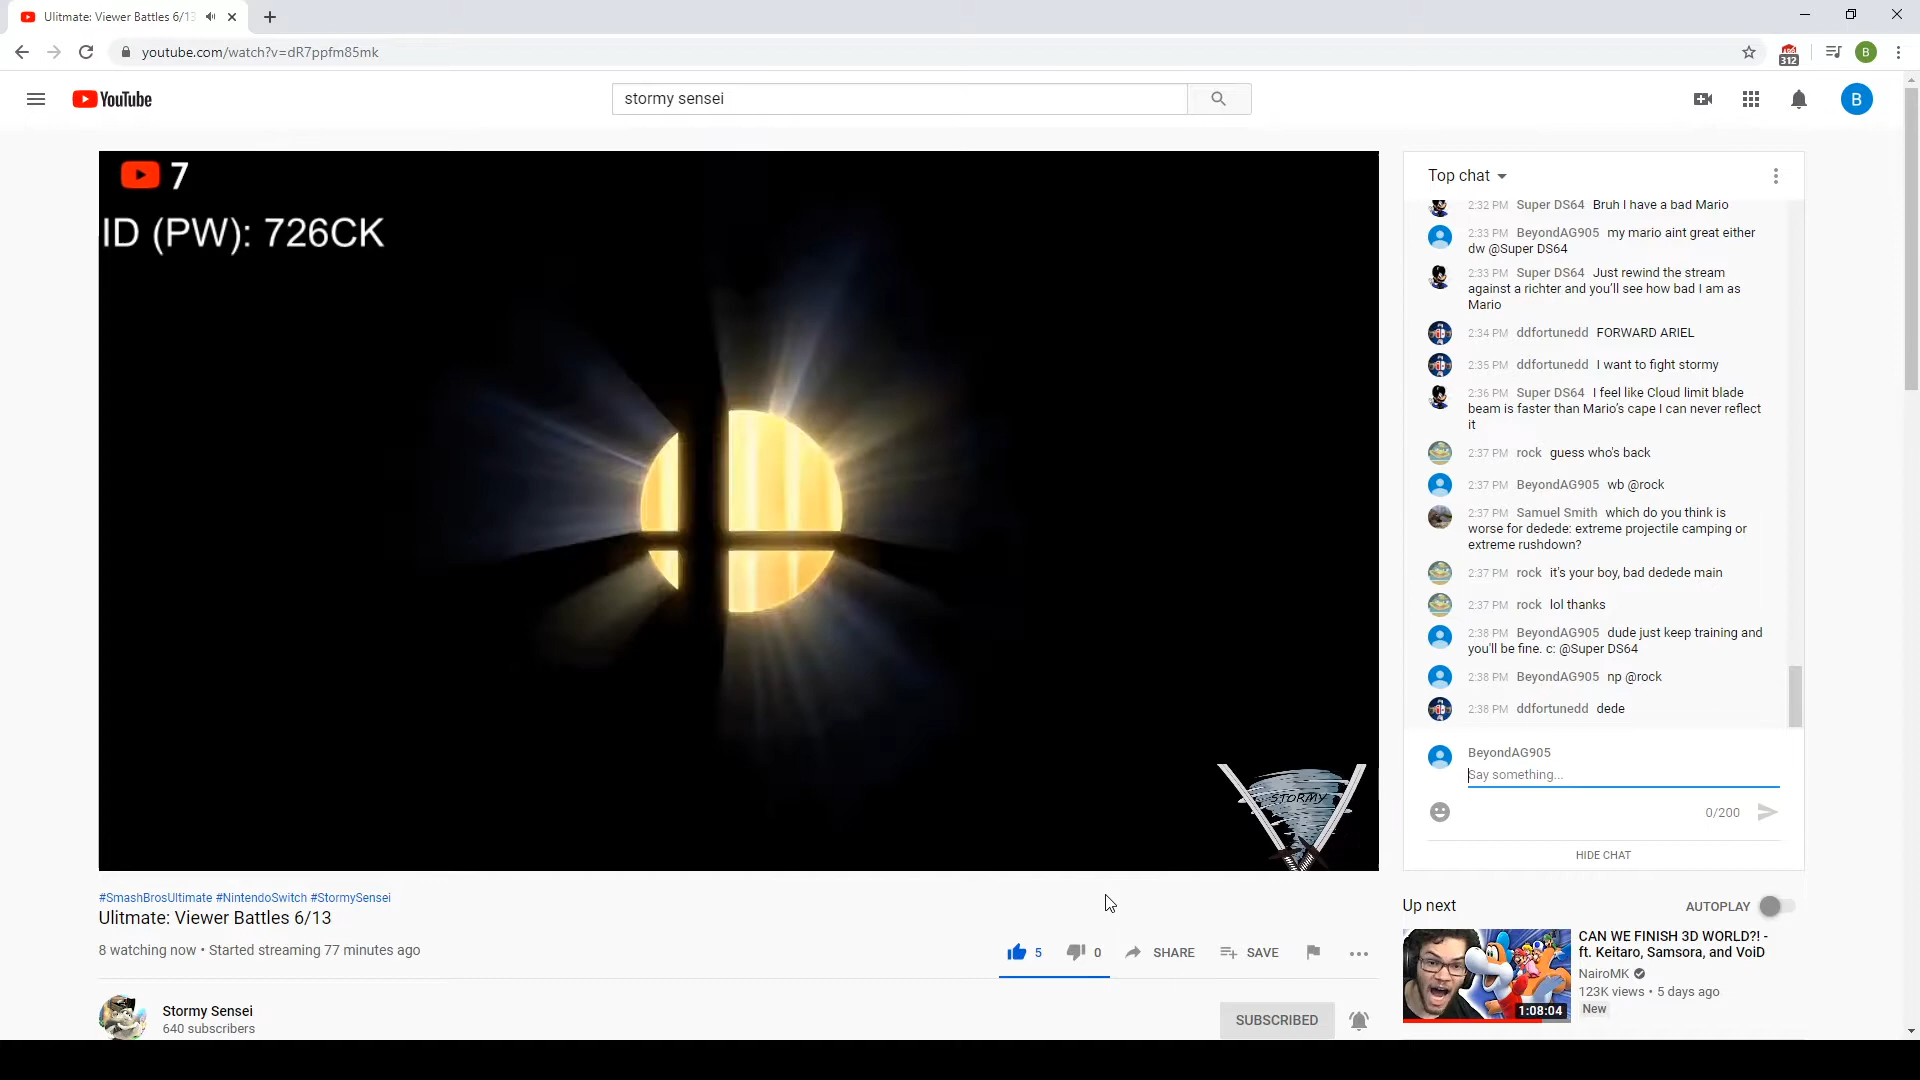 Ulitmate: Viewer Battles 6/13
youtube.com/watch?v=dR7ppfm85mk
312
B
YouTube
stormy sensei
B
7
ID (PW): 726CK
STORMY
Top chat
2:32 PM Super DS64 Bruh I have a bad Mario
2:33 PM BeyondAG905 my mario aint great either
dw @Super DS64
2:33 PM Super DS64 Just rewind the stream
against a richter and you'll see how bad I am as
Mario
2:34 PM ddfortunedd FORWARD ARIEL
2:35 PM ddfortunedd I want to fight stormy
2:36 PM Super DS64 I feel like Cloud limit blade
beam is faster than Mario's cape I can never reflect
it
2:37 PM rock guess who's back
2:37 PM BeyondAG905 wb @rock
2:37 PM Samuel Smith which do you think is
worse for dedede: extreme projectile camping or
extreme rushdown?
2:37 PM rock it's your boy, bad dedede main
2:37 PM rock lol thanks
2:38 PM BeyondAG905 dude just keep training and
you'll be fine. c: @Super DS64
2:38 PM BeyondAG905 np @rock
2:38 PM ddfortunedd dede
BeyondAG905
Say something...
0/200
HIDE CHAT
#SmashBrosUltimate #NintendoSwitch #StormySensei
Ulitmate: Viewer Battles 6/13
8 watching now • Started streaming 77 minutes ago
5 0 SHARE SAVE
Stormy Sensei
640 subscribers
SUBSCRIBED
Up next
AUTOPLAY
CAN WE FINISH 3D WORLD?! -
ft. Keitaro, Samsora, and VoiD
NairoMK
123K views • 5 days ago
New
1:08:04